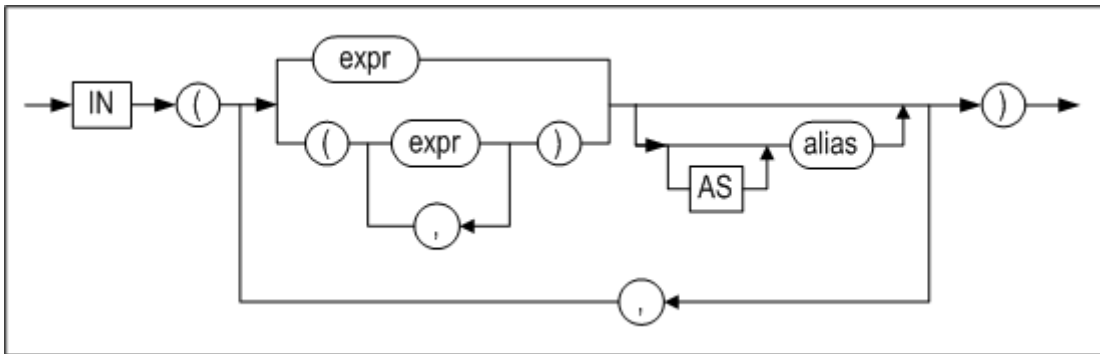 expr
IN ( ( expr ) alias )
AS
,
,